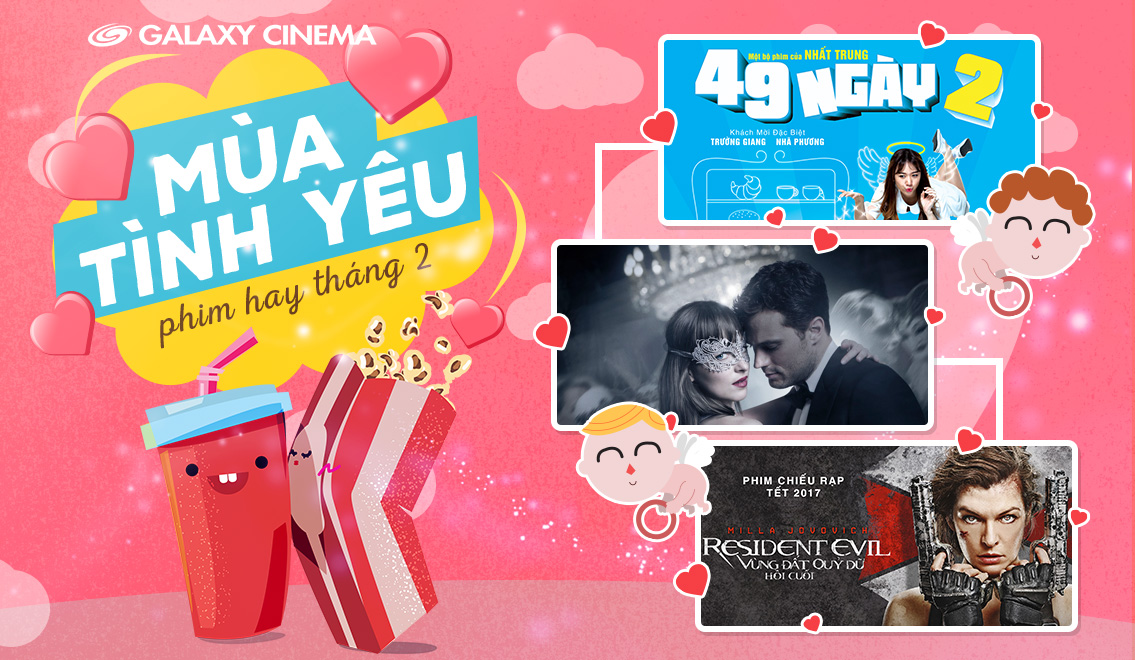 GALAXY CINEMA
MÙA
TÌNH YÊU
phim hay tháng 2
Một bộ phim của NHẤT TRUNG
49 NGÀY 2
Khách Mời Đặc Biệt
TRƯỜNG GIANG NHÃ PHƯƠNG
PHIM CHIẾU RẠP
TẾT 2017
MILLA JOVOVICH
RESIDENT EVIL
VÙNG ĐẤT QUỶ DỮ
HỒI CUỐI